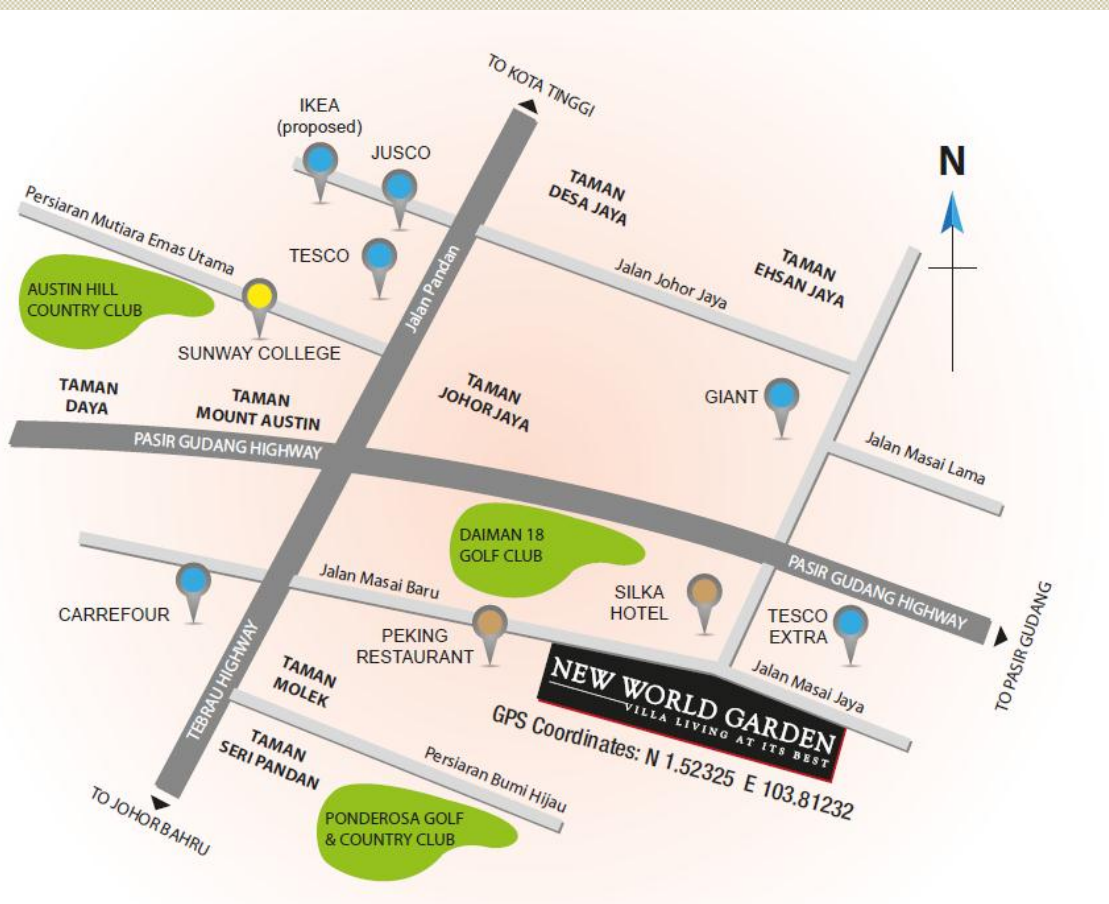 TO KOTA TINGGI
IKEA
(proposed)
JUSCO
N
TAMAN
DESA JAYA
Persiaran Mutiara Emas Utama
TESCO
Jalan Pandan
Jalan Johor Jaya
TAMAN
EHSAN JAYA
AUSTIN HILL
COUNTRY CLUB
SUNWAY COLLEGE
TAMAN
DAYA
TAMAN
MOUNT AUSTIN
TAMAN
JOHOR JAYA
GIANT
PASIR GUDANG HIGHWAY
Jalan Masai Lama
DAIMAN 18
GOLF CLUB
PASIR GUDANG HIGHWAY
TO PASIR GUDANG
Jalan Masai Baru
CARREFOUR
SILKA
HOTEL
TESCO
EXTRA
PEKING
RESTAURANT
TEBRAU HIGHWAY
TAMAN
MOLEK
Jalan Masai Jaya
NEW WORLD GARDEN
VILLA LIVING AT ITS BEST
GPS Coordinates: N 1.52325 E 103.81232
TAMAN
SERI PANDAN
Persiaran Bumi Hijau
TO JOHOR BAHRU
PONDEROSA GOLF
& COUNTRY CLUB